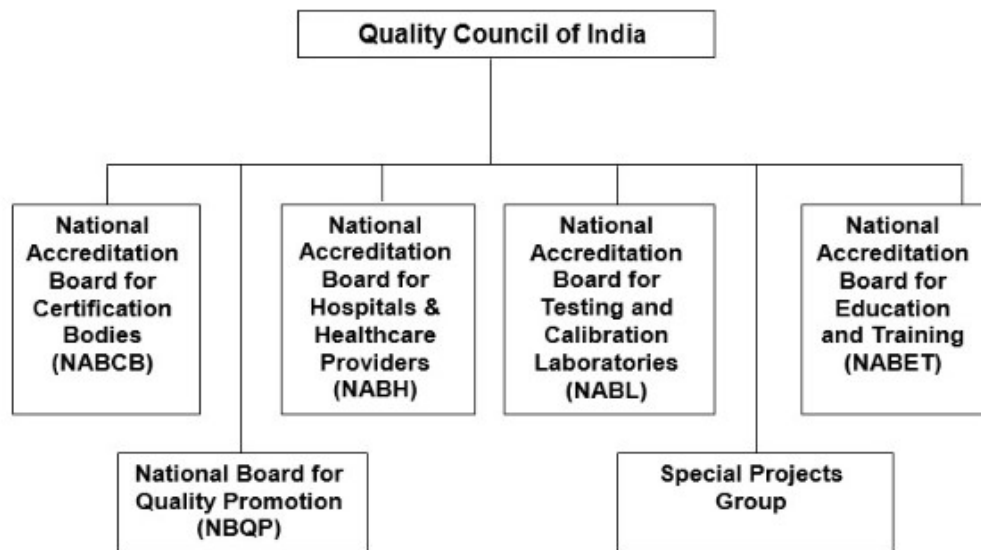 Quality Council of India
National
Accreditation
Board for
Certification
Bodies
(NABCB)
National
Accreditation
Board for
Hospitals &
Healthcare
Providers
(NABH)
National
Accreditation
Board for
Testing and
Calibration
Laboratories
(NABL)
National
Accreditation
Board for
Education
and Training
(NABET)
National Board for
Quality Promotion
(NBQP)
Special Projects
Group